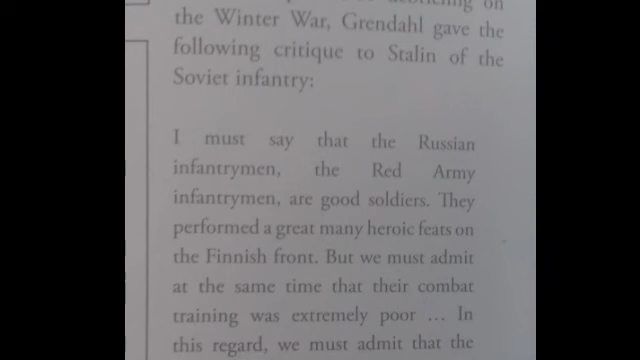 debriefing on
the Winter War, Grendahl gave the
following critique to Stalin of the
Soviet infantry:
I must say that the Russian
infantrymen, the Red Army
infantrymen, are good soldiers. They
performed a great many heroic feats on
the Finnish front. But we must admit
at the same time that their combat
training was extremely poor … In
this regard, we must admit that the